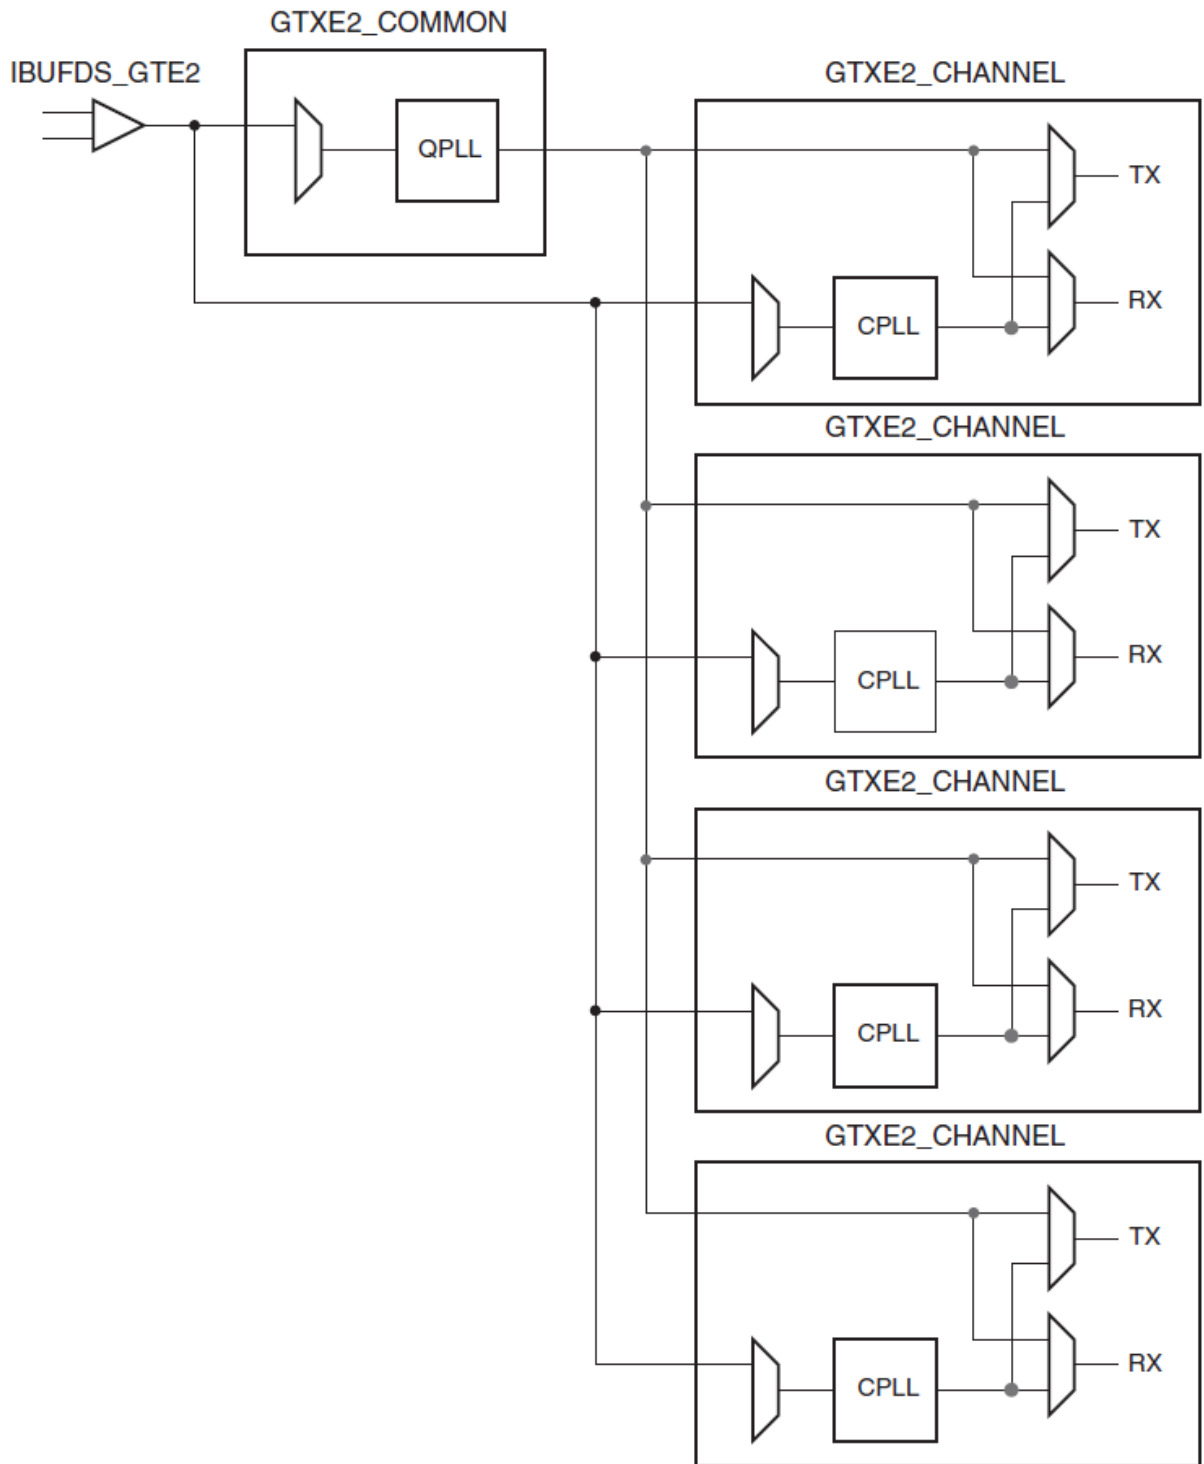 GTXE2_COMMON
IBUFDS_GTE2
QPLL
GTXE2_CHANNEL
TX
RX
CPLL
GTXE2_CHANNEL
TX
RX
CPLL
GTXE2_CHANNEL
TX
RX
CPLL
GTXE2_CHANNEL
TX
RX
CPLL